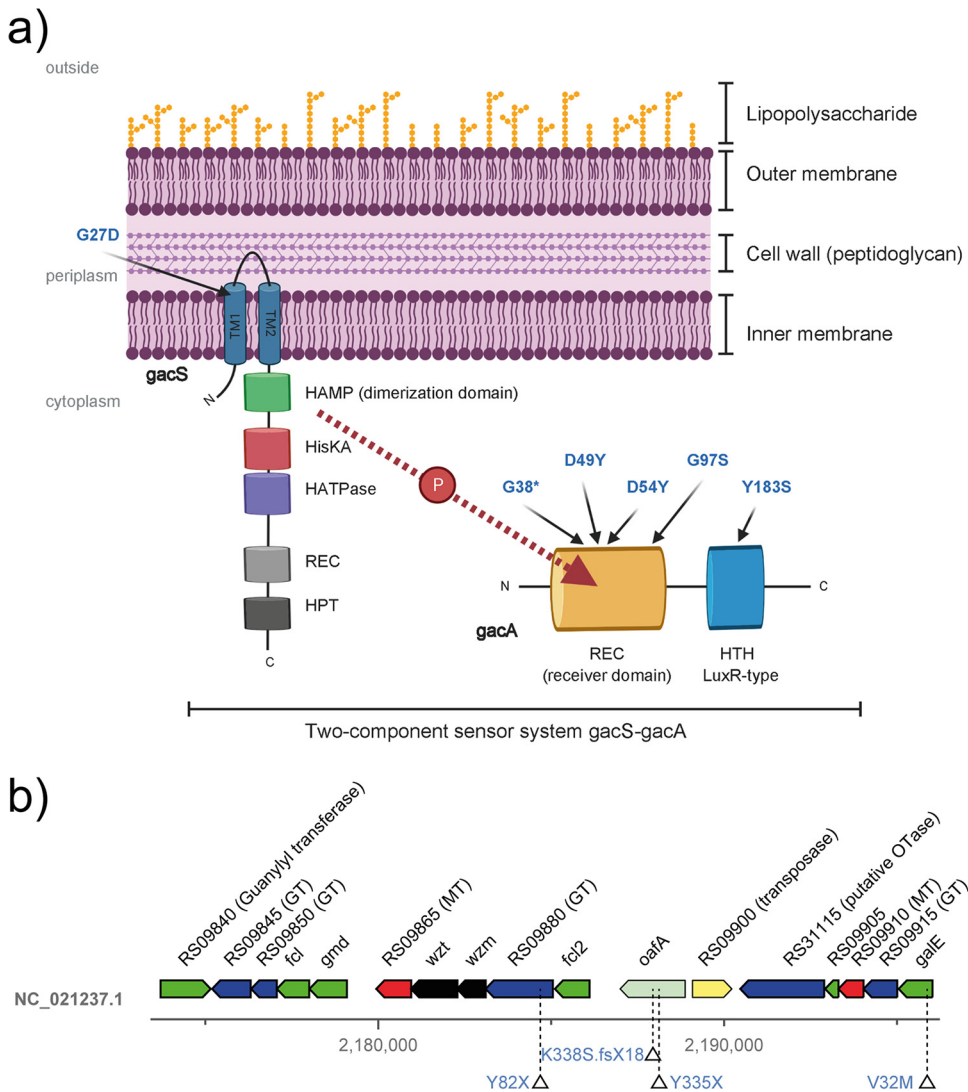 a)
outside
Lipopolysaccharide
Outer membrane
G27D
Cell wall (peptidoglycan)
periplasm
TM1
TM2
Inner membrane
gacS
N
cytoplasm
HAMP (dimerization domain)
HisKA
HATPase
P
D49Y
G97S
G38*
D54Y
Y183S
REC
N
C
HPT
gacA
REC
(receiver domain)
HTH
LuxR-type
C
Two-component sensor system gacS-gacA
b)
RS09840 (Guanylyl transferase)
RS09845 (GT)
RS09850 (GT)
fcl
gmd
RS09865 (MT)
wzt
wzm
RS09880 (GT)
fcl2
oafA
RS09900 (transposase)
RS31115 (putative OTase)
RS09905
RS09910 (MT)
RS09915 (GT)
galE
NC_021237.1
2,180,000
2,190,000
K338S.fsX18
Y82X
Y335X
V32M